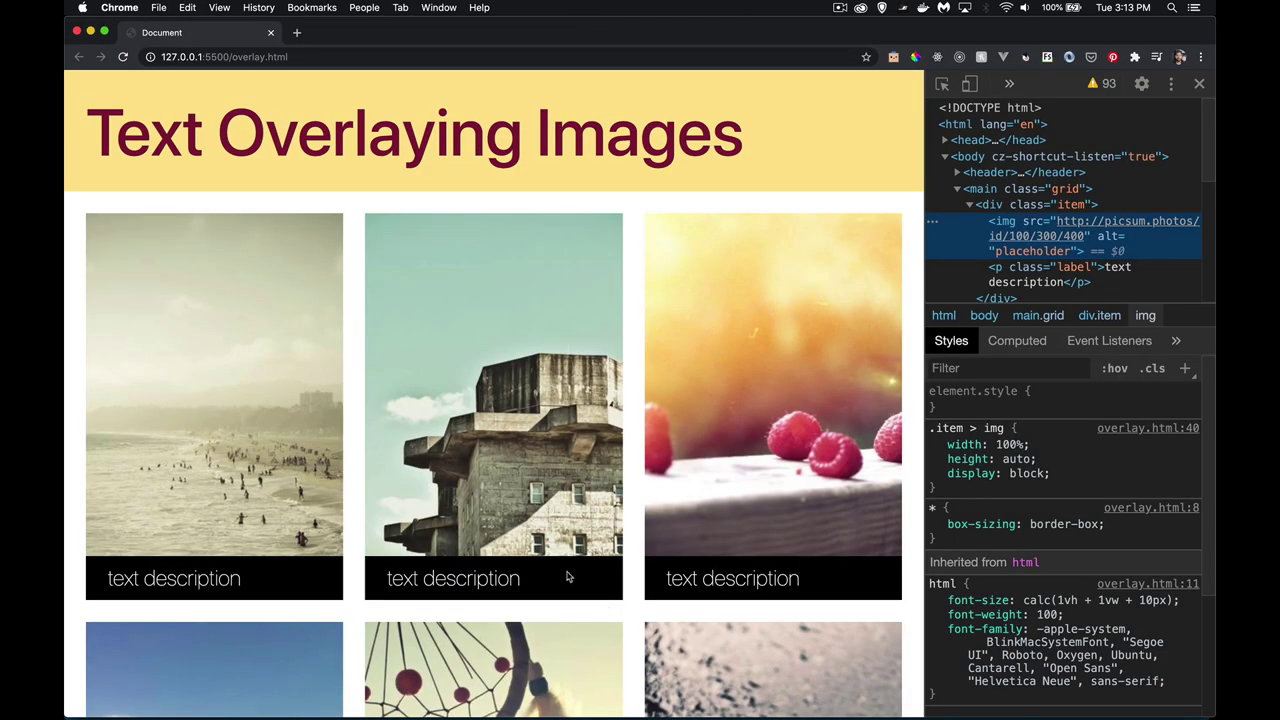 Chrome File Edit View History Bookmarks People Tab Window Help
100% Tue 3:13 PM
Document
127.0.0.1:5500/overlay.html
Text Overlaying Images
text description
text description
text description
93
<!DOCTYPE html>
<html lang="en">
<head>…</head>
<body cz-shortcut-listen="true">
<header>…</header>
<main class="grid">
<div class="item">
<img src="http://picsum.photos/
id/100/300/400" alt=
"placeholder"> == $0
<p class="label">text
description</p>
</div>
html body main.grid div.item img
Styles Computed Event Listeners
Filter :hov .cls
element.style {
}
.item > img { overlay.html:40
width: 100%;
height: auto;
display: block;
}
* { overlay.html:8
box-sizing: border-box;
}
Inherited from html
html { overlay.html:11
font-size: calc(1vh + 1vw + 10px);
font-weight: 100;
font-family: -apple-system,
BlinkMacSystemFont, "Segoe
UI", Roboto, Oxygen, Ubuntu,
Cantarell, "Open Sans",
"Helvetica Neue", sans-serif;
}